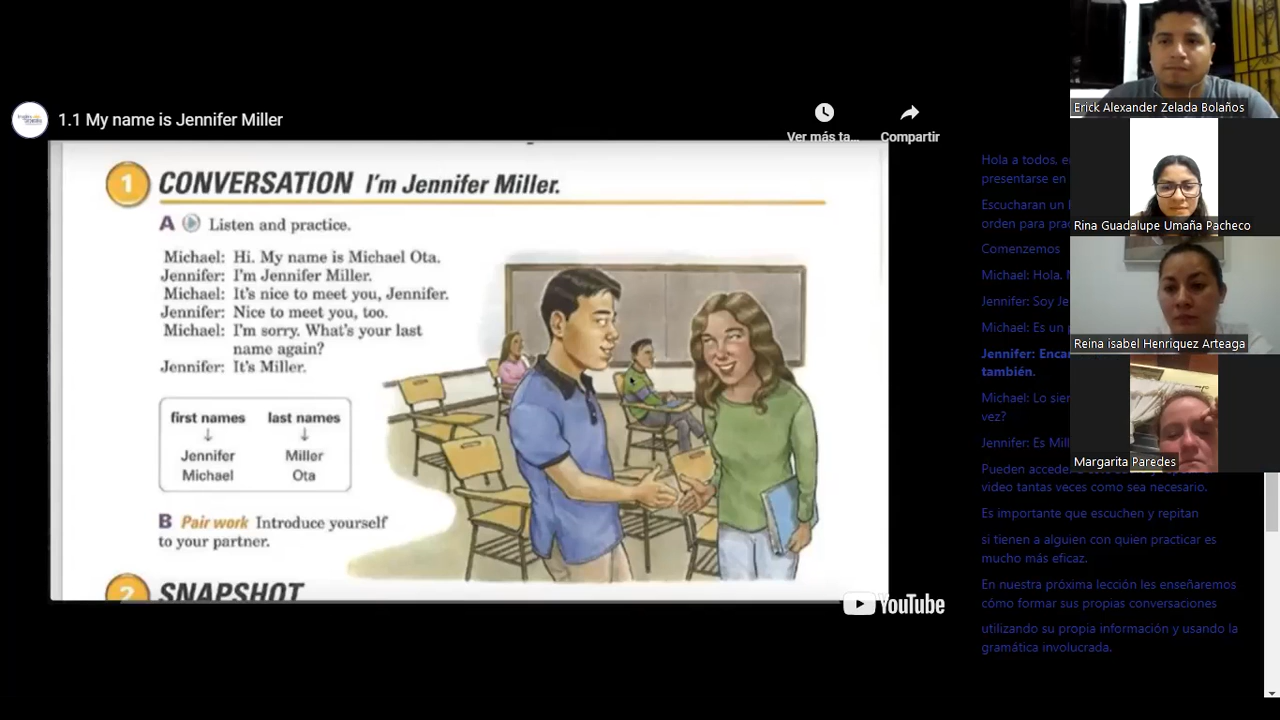 1.1 My name is Jennifer Miller
Ver más ta...
Compartir
1 CONVERSATION I'm Jennifer Miller.
A Listen and practice.
Michael: Hi. My name is Michael Ota.
Jennifer: I'm Jennifer Miller.
Michael: It's nice to meet you, Jennifer.
Jennifer: Nice to meet you, too.
Michael: I'm sorry. What's your last
name again?
Jennifer: It's Miller.
first names last names
Jennifer Miller
Michael Ota
B Pair work Introduce yourself
to your partner.
2 SNAPSHOT
YouTube
Hola a todos,
presentarse en
Escucharan un
orden para
Comenzemos
Michael: Hola,
Jennifer: Soy
Michael: Es un
Jennifer:
también.
Michael: Lo
vez?
Jennifer: Es
Pueden
video tantas veces como sea necesario.
Es importante que escuchen y repitan
si tienen a alguien con quien practicar es
mucho más eficaz.
En nuestra próxima lección les enseñaremos
cómo formar sus propias conversaciones
utilizando su propia información y usando la
gramática involucrada.
Erick Alexander Zelada Bolaños
Rina Guadalupe Umaña Pacheco
Reina isabel Henriquez Arteaga
Margarita Paredes